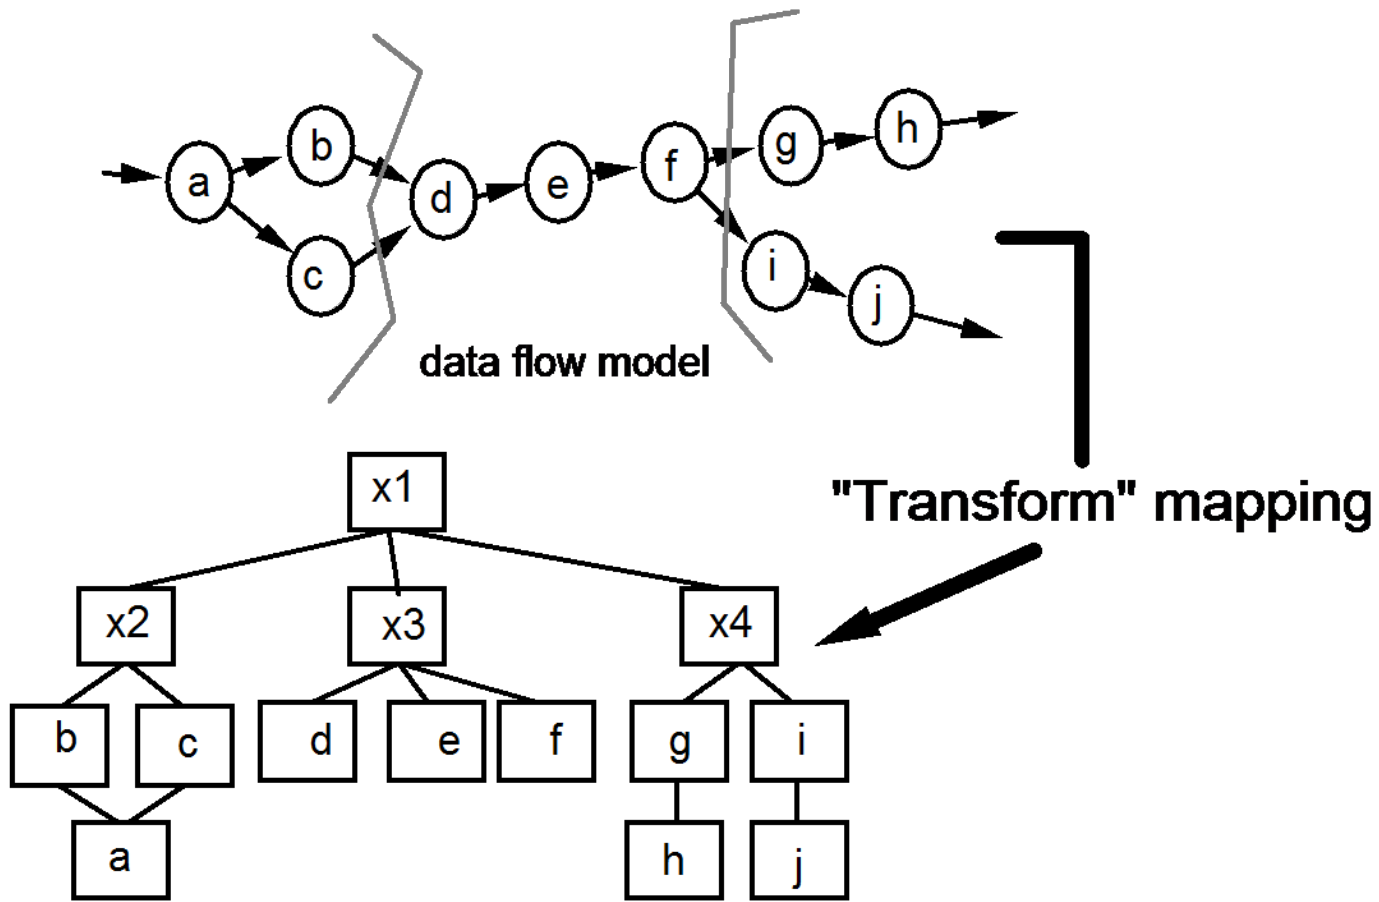 b
h
g
a
f
e
d
c
i
j
data flow model
x1
"Transform" mapping
x2
x3
x4
b
c
d
e
f
g
i
a
h
j